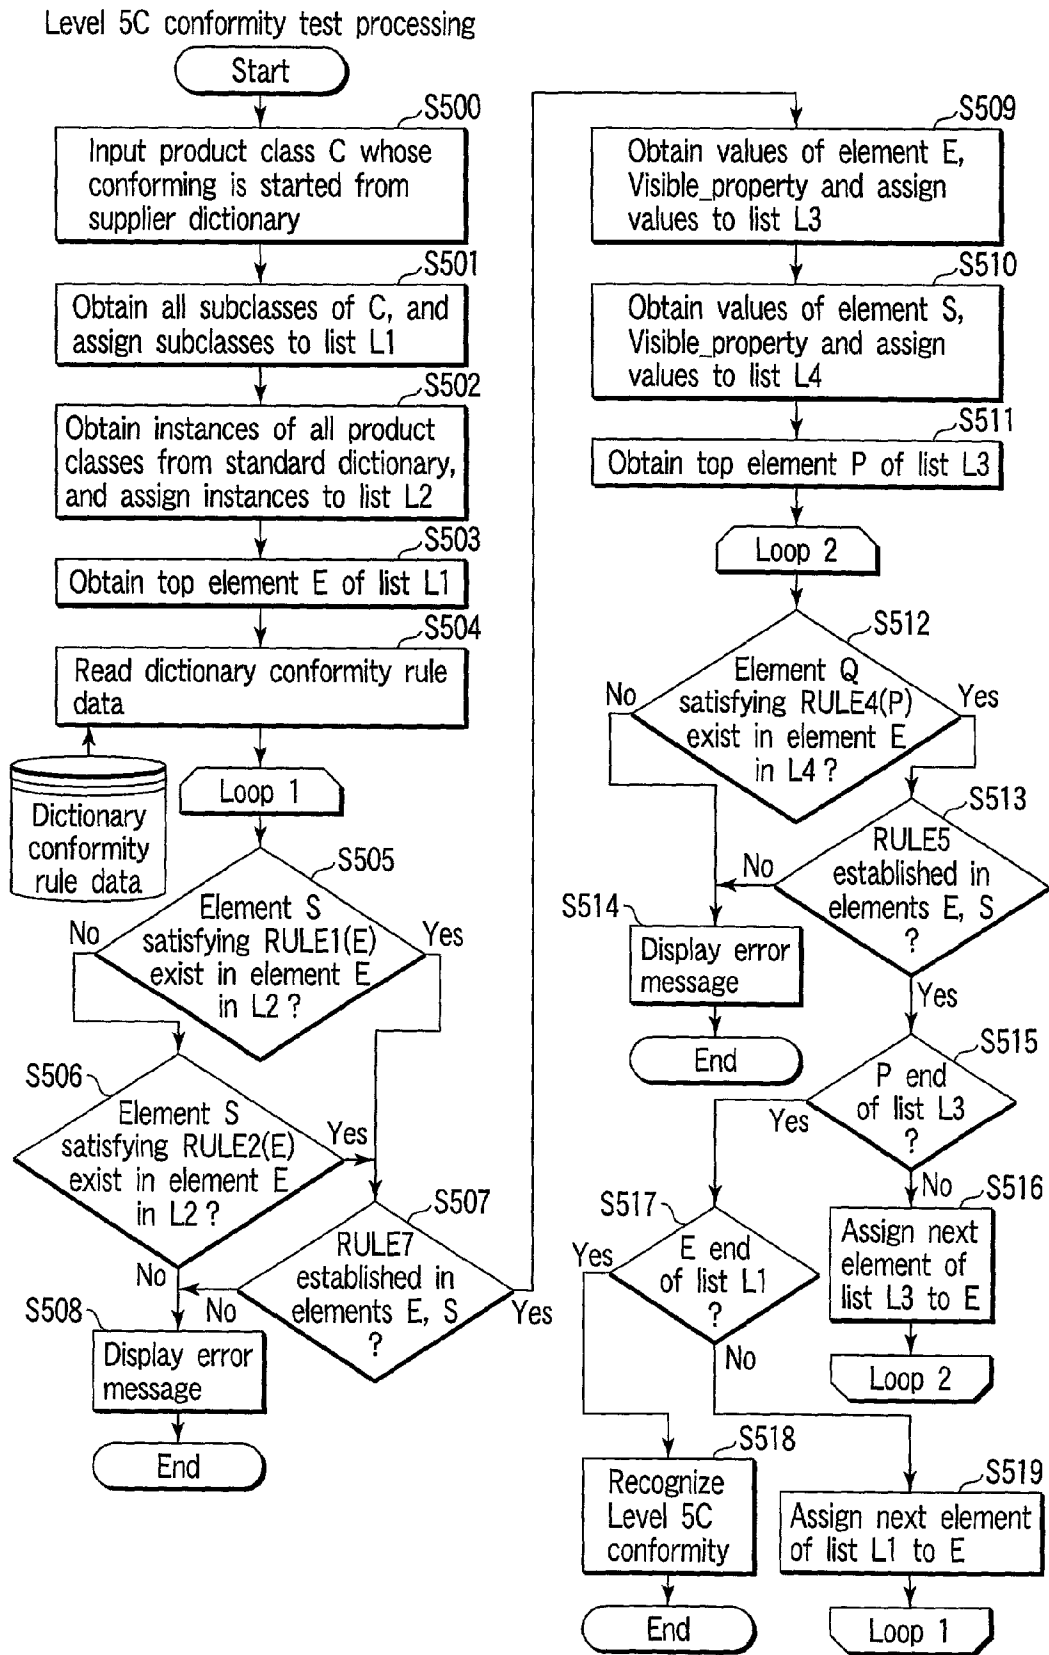 Level 5C conformity test processing
Start
S500
Input product class C whose
conforming is started from
supplier dictionary
S501
Obtain all subclasses of C, and
assign subclasses to list L1
S502
Obtain instances of all product
classes from standard dictionary,
and assign instances to list L2
S503
Obtain top element E of list L1
S504
Read dictionary conformity rule
data
Dictionary
conformity
rule data
Loop 1
S505
Element S
satisfying RULE1(E)
exist in element E
in L2 ?
No
Yes
S506
Element S
satisfying RULE2(E)
exist in element E
in L2 ?
Yes
No
S507
RULE7
established in
elements E, S
?
No
Yes
S508
Display error
message
End
S509
Obtain values of element E,
Visible_property and assign
values to list L3
S510
Obtain values of element S,
Visible_property and assign
values to list L4
S511
Obtain top element P of list L3
Loop 2
S512
Element Q
satisfying RULE4(P)
exist in element E
in L4 ?
No
Yes
S513
RULE5
established in
elements E, S
?
No
Yes
S514
Display error
message
End
S515
P end
of list L3
?
Yes
No
S516
Assign next
element of
list L3 to E
Loop 2
S517
E end
of list L1
?
Yes
No
S518
Recognize
Level 5C
conformity
End
S519
Assign next element
of list L1 to E
Loop 1